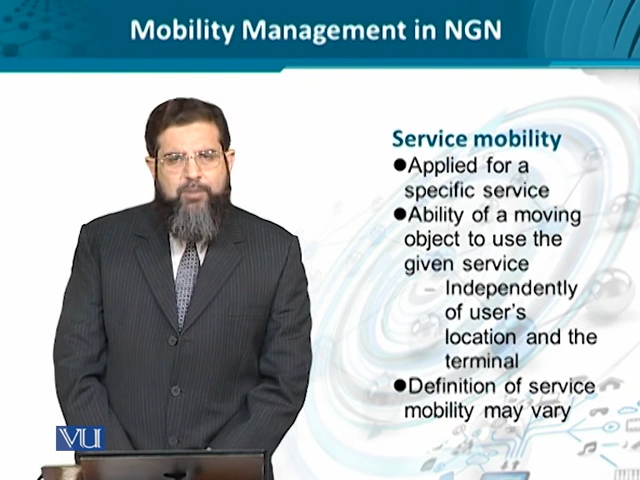 Mobility Management in NGN
Service mobility
●Applied for a
specific service
●Ability of a moving
object to use the
given service
– Independently
of user's
location and the
terminal
●Definition of service
mobility may vary
VU